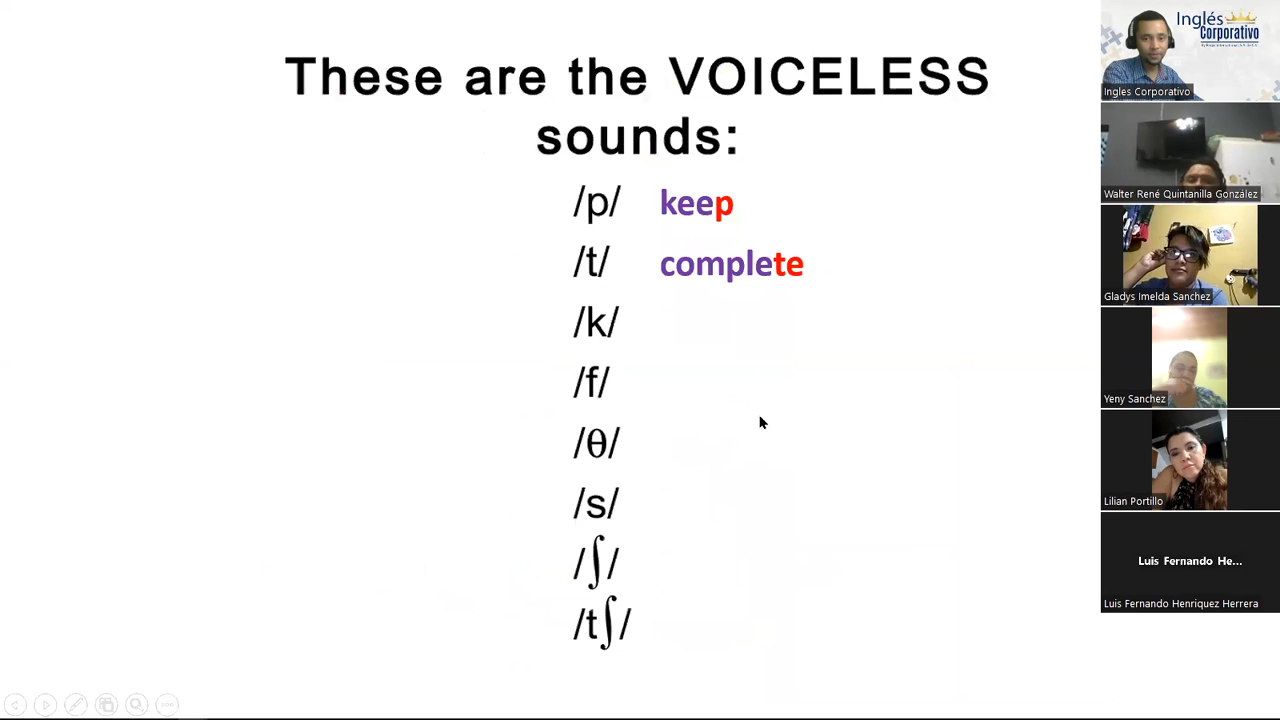 These are the VOICELESS
sounds:
/p/ keep
/t/ complete
/k/
/f/
/θ/
/s/
/ʃ/
/tʃ/
Inglés
Corporativo
Ingles Corporativo
Walter René Quintanilla González
Gladys Imelda Sanchez
Yeny Sanchez
Lilian Portillo
Luis Fernando He...
Luis Fernando Henriquez Herrera